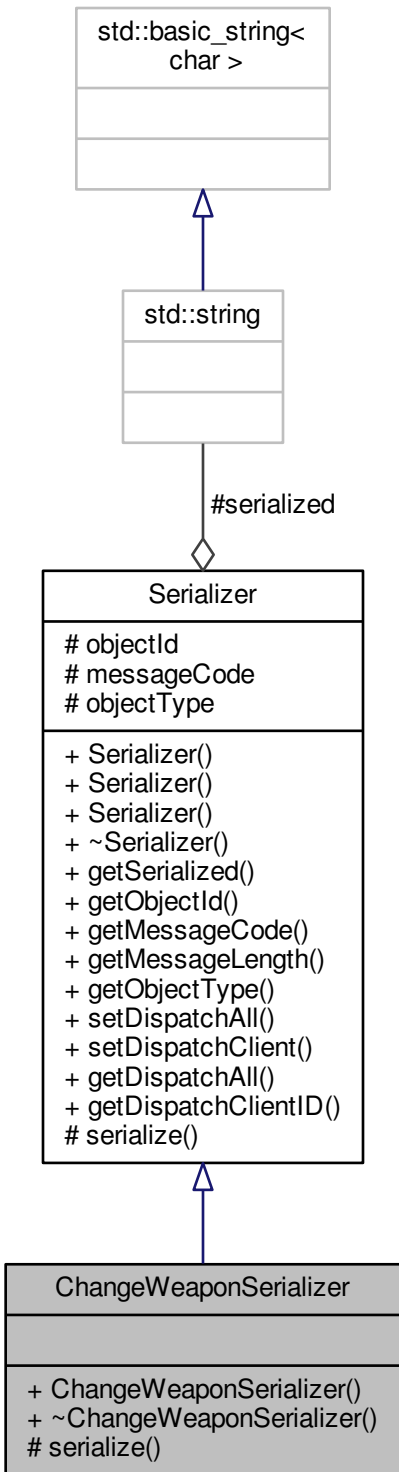 std::basic_string<
char >
std::string
#serialized
Serializer
# objectId
# messageCode
# objectType
+ Serializer()
+ Serializer()
+ Serializer()
+ ~Serializer()
+ getSerialized()
+ getObjectId()
+ getMessageCode()
+ getMessageLength()
+ getObjectType()
+ setDispatchAll()
+ setDispatchClient()
+ getDispatchAll()
+ getDispatchClientID()
# serialize()
ChangeWeaponSerializer
+ ChangeWeaponSerializer()
+ ~ChangeWeaponSerializer()
# serialize()